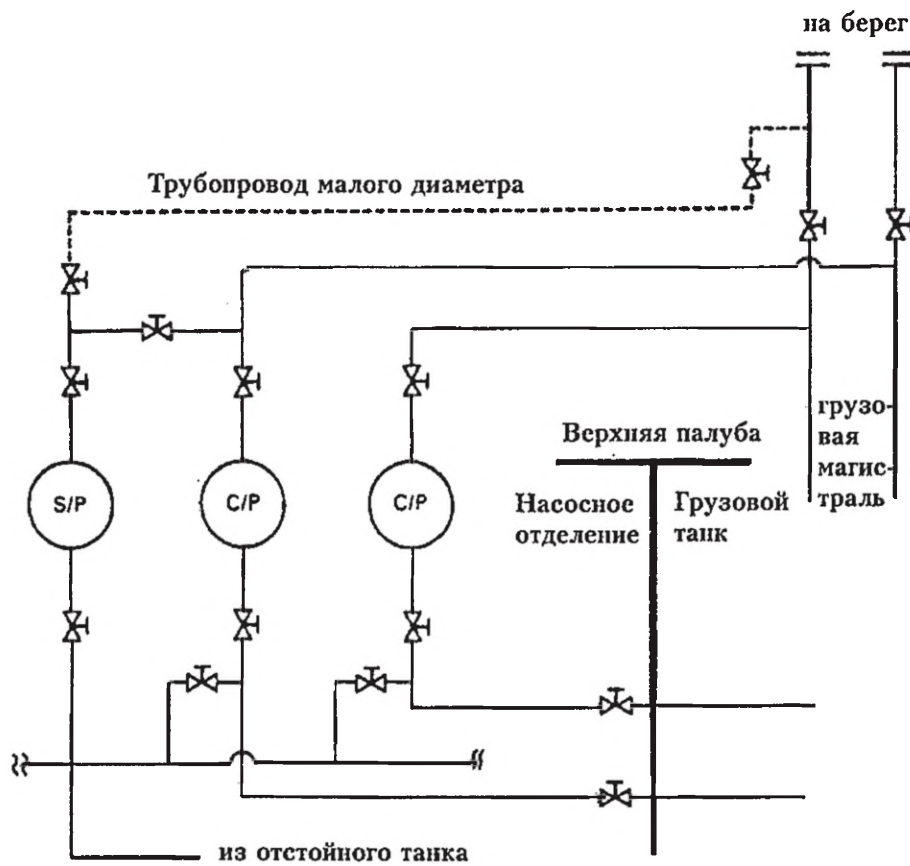 на берег
Трубопровод малого диаметра
грузо-
вая
магис-
траль
Верхняя палуба
S/P
C/P
C/P
Насосное
отделение
Грузовой
танк
из отстойного танка